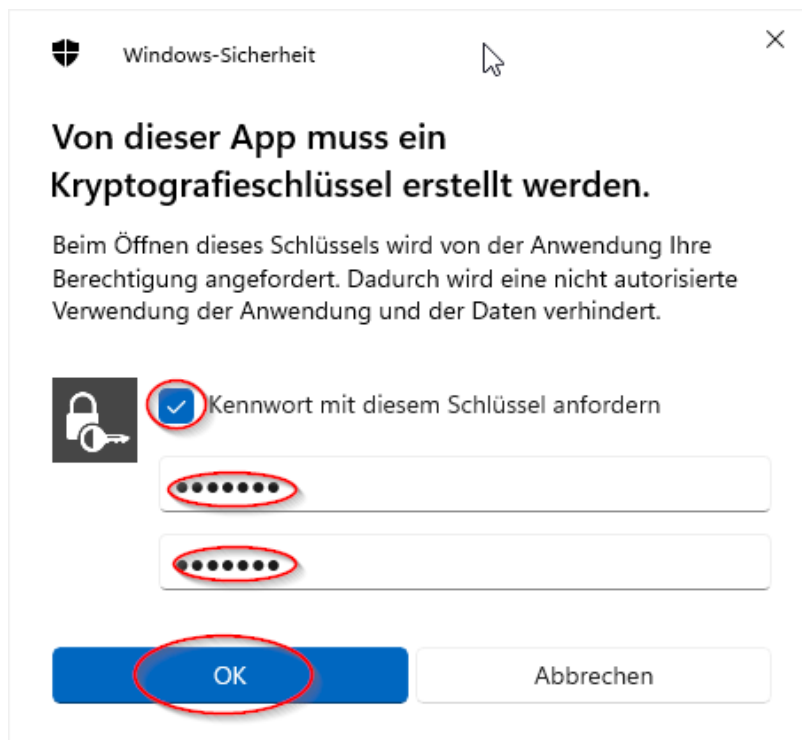 Windows-Sicherheit
Von dieser App muss ein
Kryptografieschlüssel erstellt werden.
Beim Öffnen dieses Schlüssels wird von der Anwendung Ihre
Berechtigung angefordert. Dadurch wird eine nicht autorisierte
Verwendung der Anwendung und der Daten verhindert.
Kennwort mit diesem Schlüssel anfordern
●●●●●●●
●●●●●●●
OK
Abbrechen